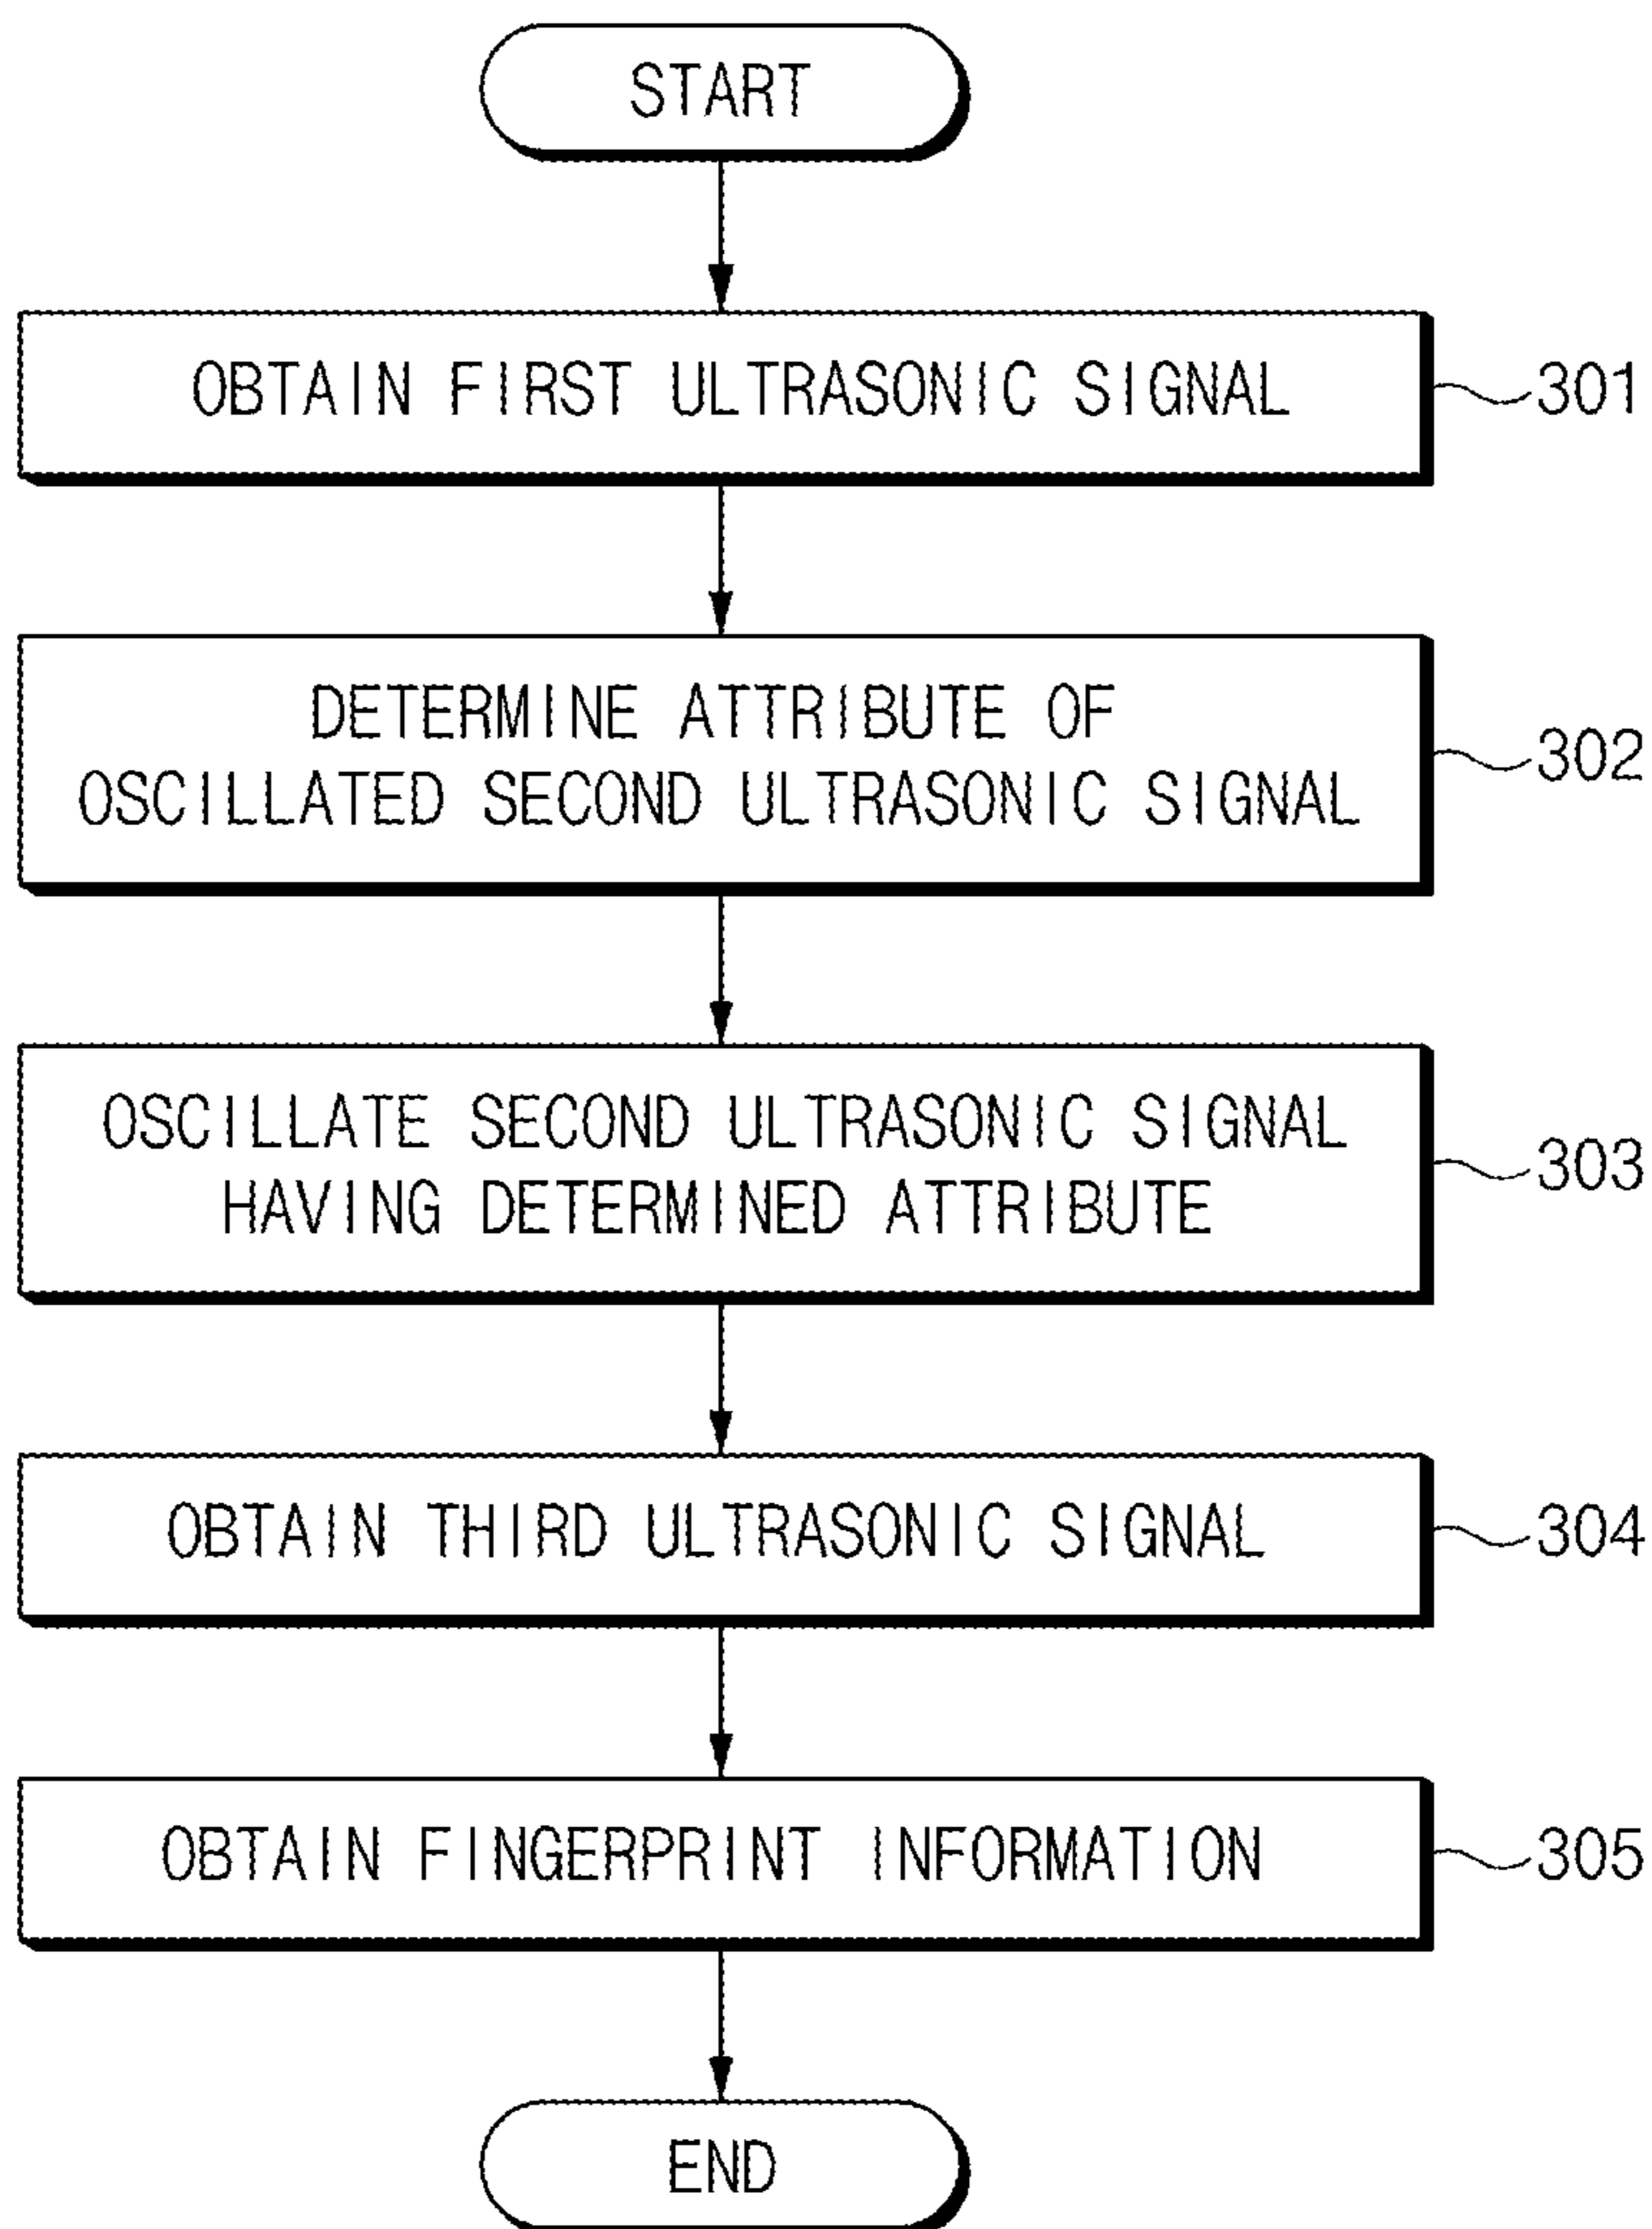 START
OBTAIN FIRST ULTRASONIC SIGNAL
301
DETERMINE ATTRIBUTE OF
OSCILLATED SECOND ULTRASONIC SIGNAL
302
OSCILLATE SECOND ULTRASONIC SIGNAL
HAVING DETERMINED ATTRIBUTE
303
OBTAIN THIRD ULTRASONIC SIGNAL
304
OBTAIN FINGERPRINT INFORMATION
305
END